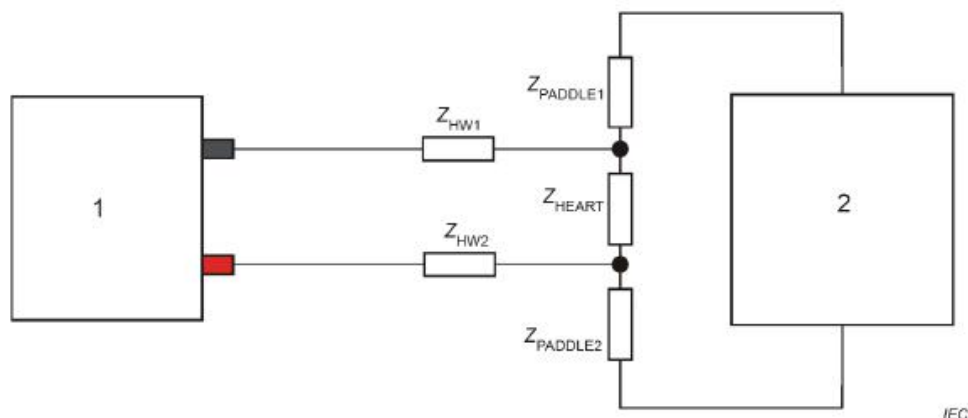 Z_PADDLE1
Z_HW1
1
Z_HEART
2
Z_HW2
Z_PADDLE2
IEC